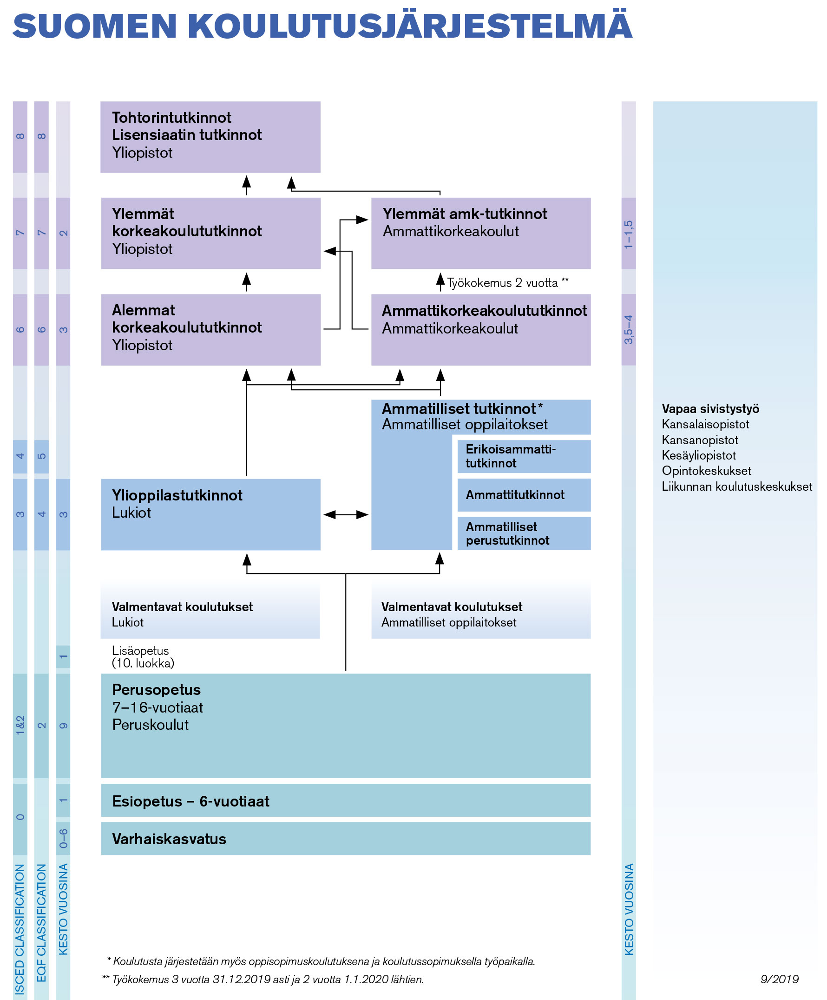 SUOMEN KOULUTUSJÄRJESTELMÄ
8
8
Tohtorintutkinnot
Lisensiaatin tutkinnot
Yliopistot
7
7
2
Ylemmät
korkeakoulututkinnot
Yliopistot
Ylemmät amk-tutkinnot
Ammattikorkeakoulut
1–1,5
Työkokemus 2 vuotta **
6
6
3
Alemmat
korkeakoulututkinnot
Yliopistot
Ammattikorkeakoulututkinnot
Ammattikorkeakoulut
3,5–4
Ammatilliset tutkinnot*
Ammatilliset oppilaitokset
4
5
Erikoisammatti-
tutkinnot
3
4
3
Ylioppilastutkinnot
Lukiot
Ammattitutkinnot
Ammatilliset
perustutkinnot
Valmentavat koulutukset
Lukiot
Valmentavat koulutukset
Ammatilliset oppilaitokset
1
Lisäopetus
(10. luokka)
1&2
2
9
Perusopetus
7–16-vuotiaat
Peruskoulut
0
1
Esiopetus – 6-vuotiaat
0–6
Varhaiskasvatus
ISCED CLASSIFICATION
EQF CLASSIFICATION
KESTO VUOSINA
KESTO VUOSINA
Vapaa sivistystyö
Kansalaisopistot
Kansanopistot
Kesäyliopistot
Opintokeskukset
Liikunnan koulutuskeskukset
* Koulutusta järjestetään myös oppisopimuskoulutuksena ja koulutussopimuksella työpaikalla.
** Työkokemus 3 vuotta 31.12.2019 asti ja 2 vuotta 1.1.2020 lähtien.
9/2019